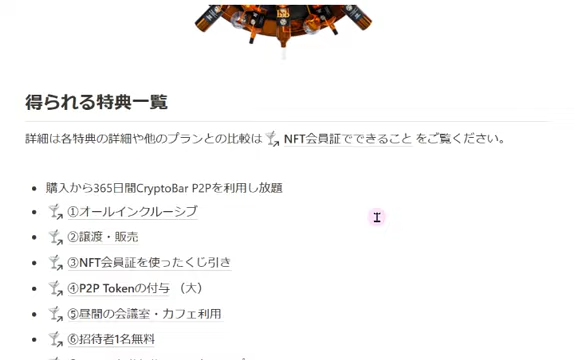 得られる特典一覧
詳細は各特典の詳細や他のプランとの比較は NFT会員証でできること をご覧ください。
購入から365日間CryptoBar P2Pを利用し放題
①オールインクルーシブ
②譲渡・販売
③NFT会員証を使ったくじ引き
④P2P Tokenの付与 （大）
⑤昼間の会議室・カフェ利用
⑥招待者1名無料